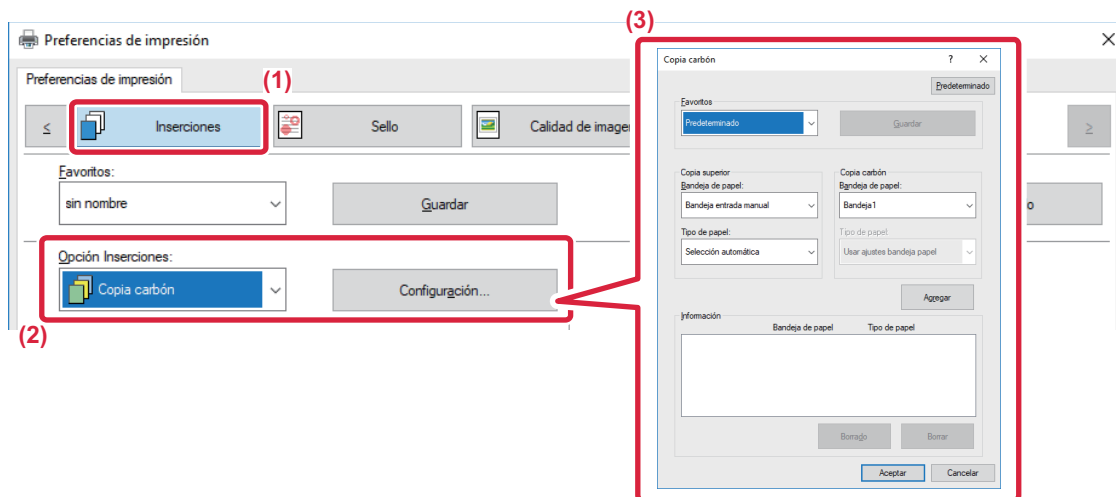 (3)
Preferencias de impresión
Preferencias de impresión
(1)
< Inserciones Sello Calidad de imagen >
Favoritos:
sin nombre Guardar
Opción Inserciones:
Copia carbón Configuración...
(2)
Copia carbón ?
Predeterminado
Favoritos
Predeterminado Guardar
Copia superior Copia carbón
Bandeja de papel: Bandeja de papel:
Bandeja entrada manual Bandeja1
Tipo de papel: Tipo de papel:
Selección automática Usar ajustes bandeja papel
Agregar
Información
Bandeja de papel Tipo de papel
Borrado Borrar
Aceptar Cancelar
o